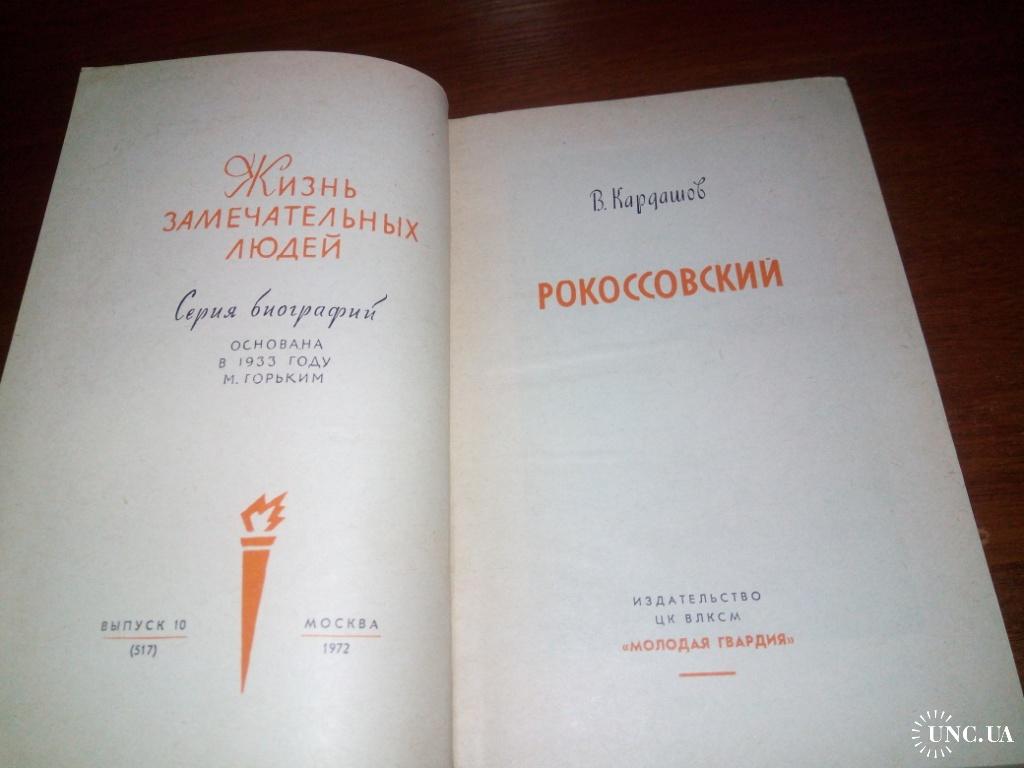 Жизнь
ЗАМЕЧАТЕЛЬНЫХ
ЛЮДЕЙ
Серия биографий
ОСНОВАНА
В 1933 ГОДУ
М. ГОРЬКИМ
ВЫПУСК 10
(517)
МОСКВА
1972
В. Кардашов
РОКОССОВСКИЙ
ИЗДАТЕЛЬСТВО
ЦК ВЛКСМ
«МОЛОДАЯ ГВАРДИЯ»
UNC.UA